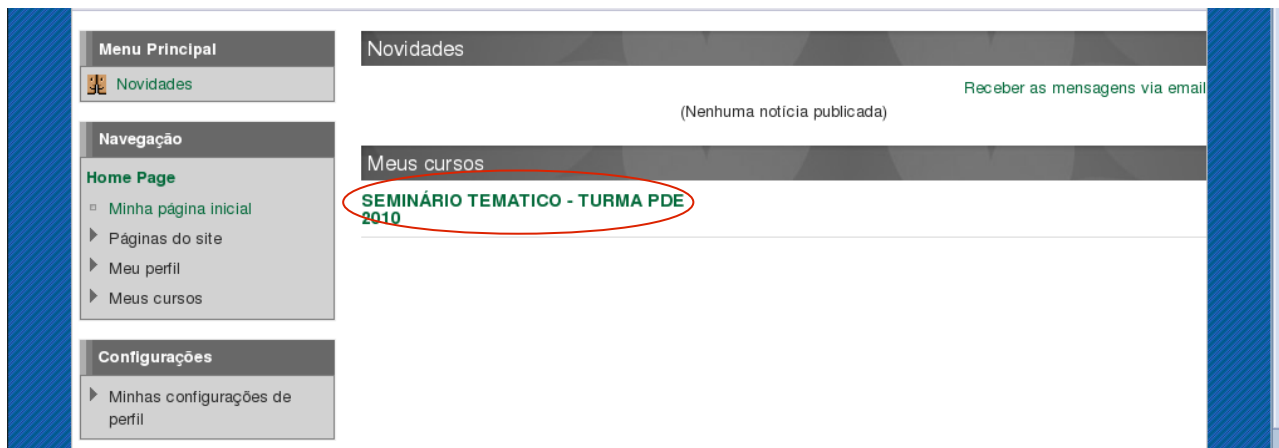 Menu Principal
Novidades
Navegação
Home Page
Minha página inicial
Páginas do site
Meu perfil
Meus cursos
Configurações
Minhas configurações de
perfil
Novidades
Receber as mensagens via email
(Nenhuma notícia publicada)
Meus cursos
SEMINÁRIO TEMATICO - TURMA PDE
2010